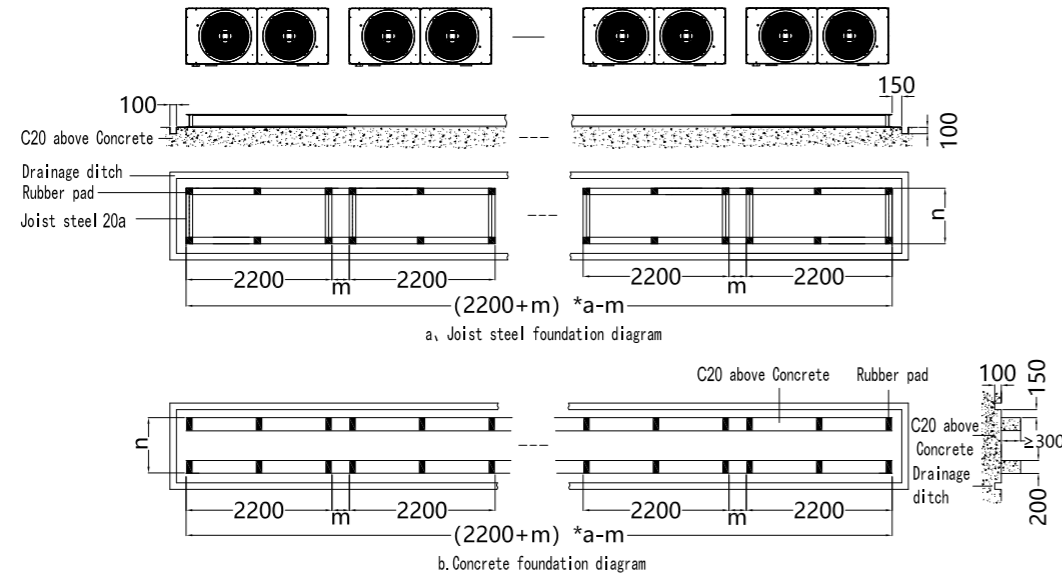 100
150
C20 above Concrete
100
Drainage ditch
Rubber pad
Joist steel 20a
n
2200
m
2200
2200
m
2200
(2200+m) *a-m
a、Joist steel foundation diagram
C20 above Concrete
Rubber pad
100
150
n
C20 above
Concrete
≥300
Drainage
ditch
200
2200
m
2200
2200
m
2200
(2200+m) *a-m
b.Concrete foundation diagram